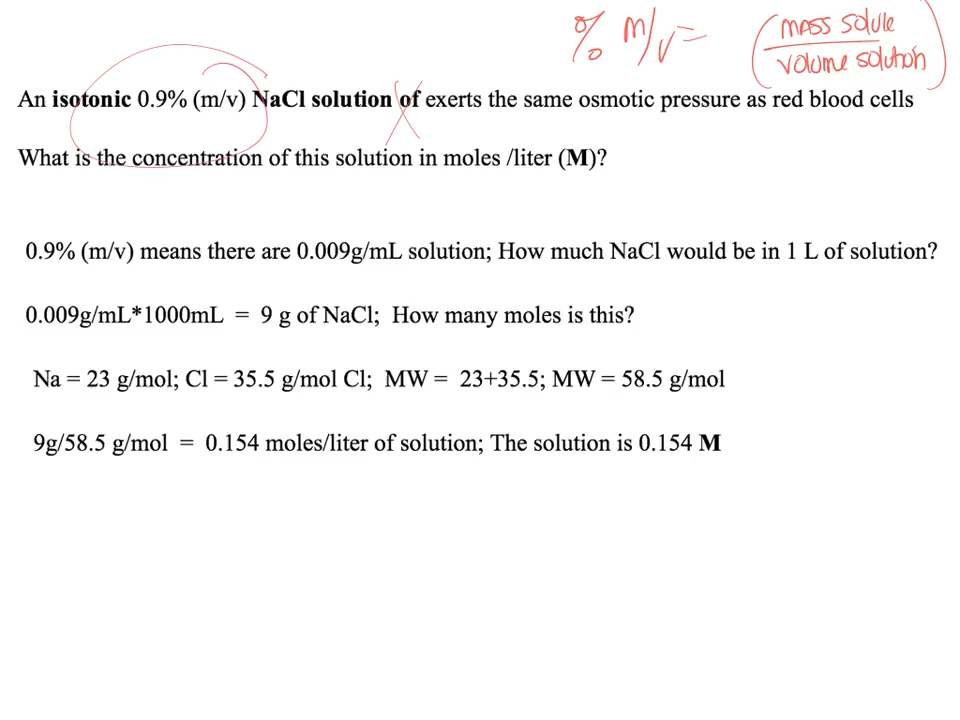 % m/v =
(mass solute
volume solution)
An isotonic 0.9% (m/v) NaCl solution of exerts the same osmotic pressure as red blood cells
What is the concentration of this solution in moles /liter (M)?
0.9% (m/v) means there are 0.009g/mL solution; How much NaCl would be in 1 L of solution?
0.009g/mL*1000mL = 9 g of NaCl; How many moles is this?
Na = 23 g/mol; Cl = 35.5 g/mol Cl; MW = 23+35.5; MW = 58.5 g/mol
9g/58.5 g/mol = 0.154 moles/liter of solution; The solution is 0.154 M